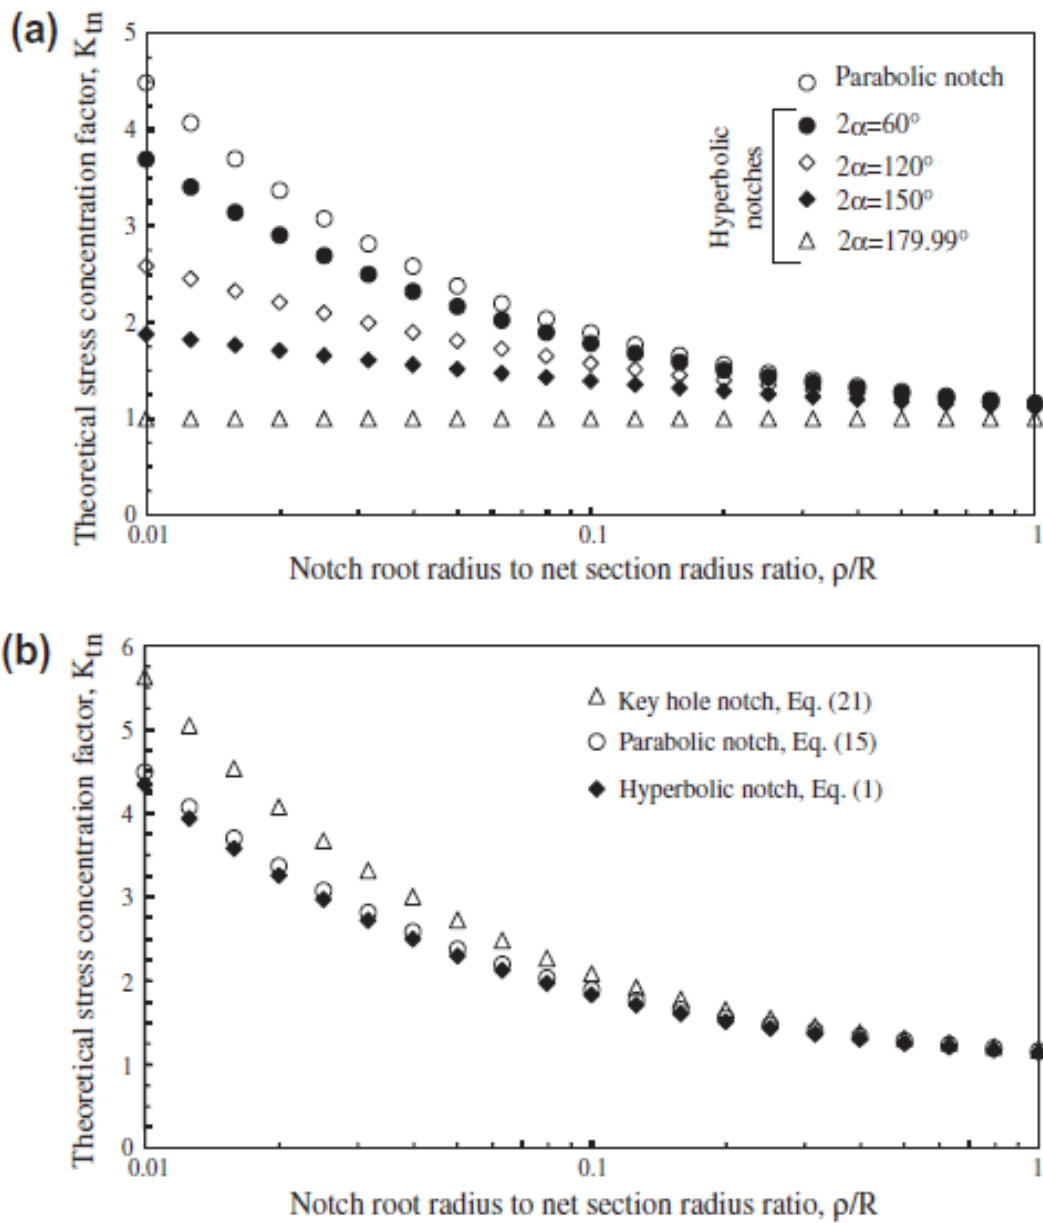 (a)
Theoretical stress concentration factor, Ktn
5
4
3
2
1
0
Parabolic notch
Hyperbolic
notches
2α=60°
2α=120°
2α=150°
2α=179.99°
0.01
0.1
1
Notch root radius to net section radius ratio, ρ/R
(b)
Theoretical stress concentration factor, Ktn
6
5
4
3
2
1
0
Key hole notch, Eq. (21)
Parabolic notch, Eq. (15)
Hyperbolic notch, Eq. (1)
0.01
0.1
1
Notch root radius to net section radius ratio, ρ/R